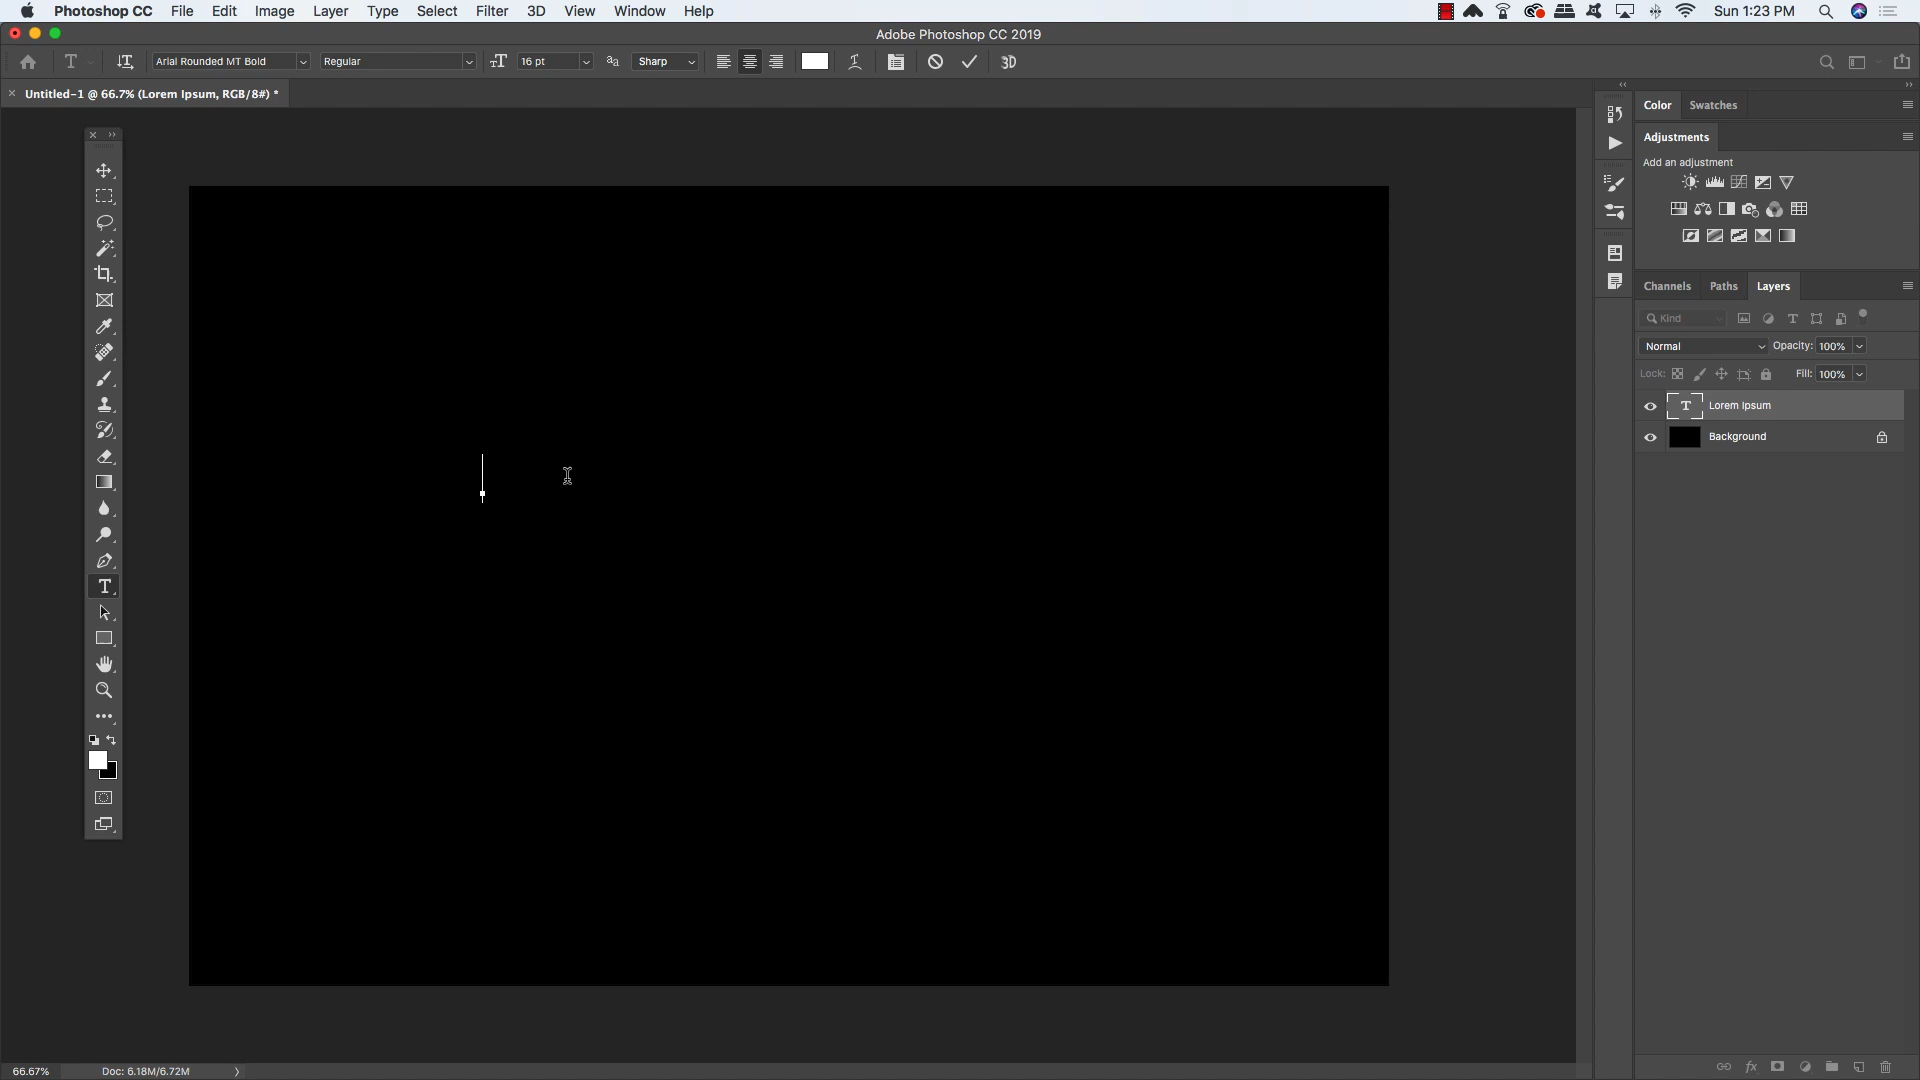 Photoshop CC File Edit Image Layer Type Select Filter 3D View Window Help Sun 1:23 PM
Adobe Photoshop CC 2019
Arial Rounded MT Bold Regular 16 pt Sharp 3D
Untitled-1 @ 66.7% (Lorem Ipsum, RGB/8#) *
Color Swatches
Adjustments
Add an adjustment
Channels Paths Layers
Kind
Normal Opacity: 100%
Lock: Fill: 100%
Lorem Ipsum
Background
66.67% Doc: 6.18M/6.72M